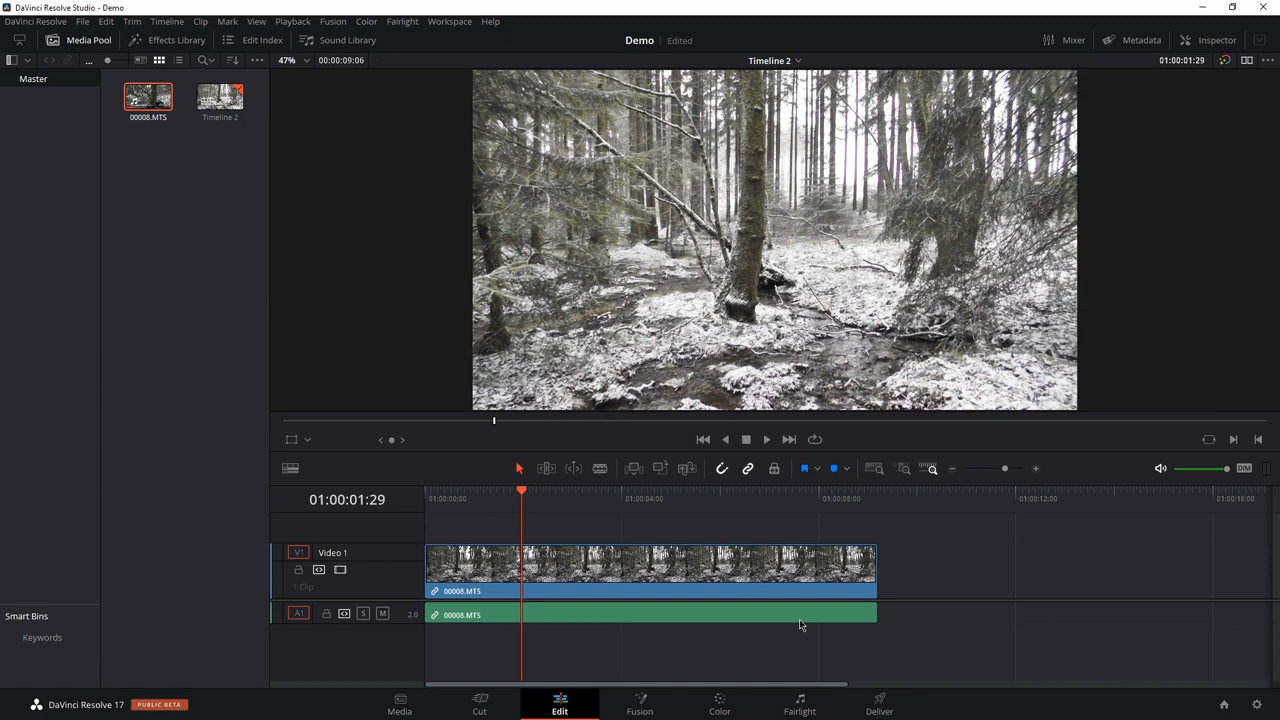 DaVinci Resolve Studio - Demo
DaVinci Resolve File Edit Trim Timeline Clip Mark View Playback Fusion Color Fairlight Workspace Help
Media Pool Effects Library Edit Index Sound Library Demo Edited Mixer Metadata Inspector
... 47% 00:00:09:06 Timeline 2 01:00:01:29
Master
00008.MTS Timeline 2
01:00:01:29 01:00:00:00 01:00:04:00 01:00:08:00 01:00:12:00 01:00:16:00
DIM
V1 Video 1
1 Clip
00008.MTS
A1 S M 2.0 00008.MTS
Smart Bins
Keywords
DaVinci Resolve 17 PUBLIC BETA
Media Cut Edit Fusion Color Fairlight Deliver